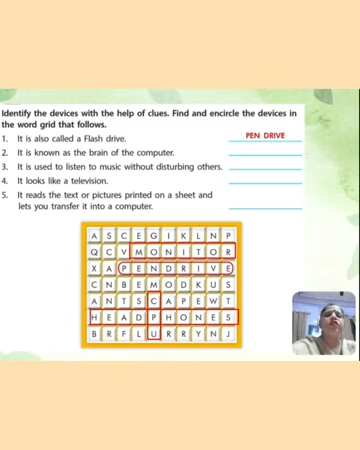 Identify the devices with the help of clues. Find and encircle the devices in
the word grid that follows.
1. It is also called a Flash drive. PEN DRIVE
2. It is known as the brain of the computer.
3. It is used to listen to music without disturbing others.
4. It looks like a television.
5. It reads the text or pictures printed on a sheet and
lets you transfer it into a computer.
A S C E G I K L N P
Q C V M O N I T O R
X A P E N D R I V E
C N B E M O D K U S
A N T S C A P E W T
H E A D P H O N E S
B R F L U R R Y N J